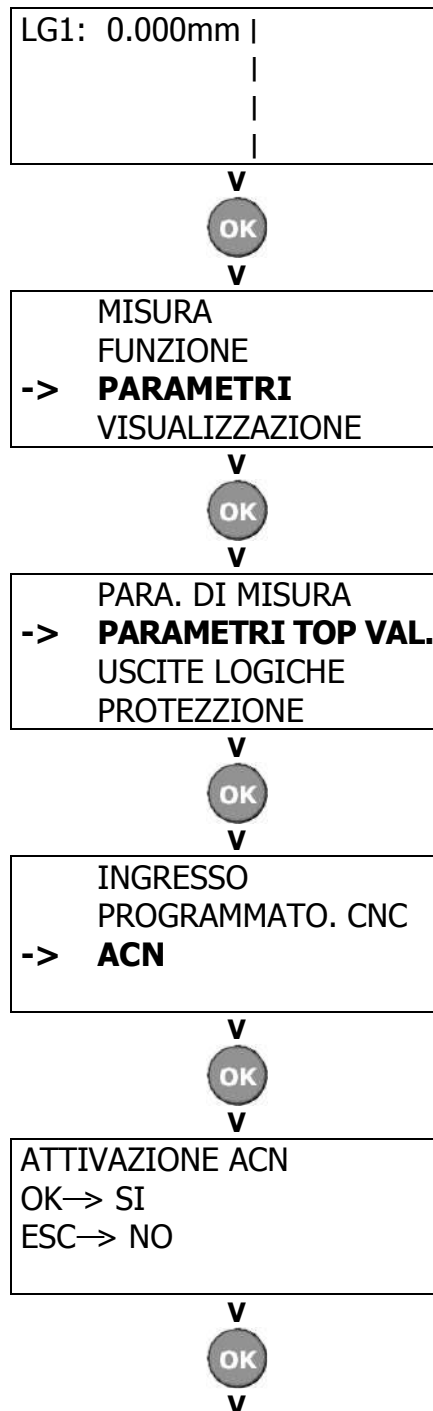 LG1: 0.000mm |
|
|
|
v
OK
v
MISURA
FUNZIONE
-> PARAMETRI
VISUALIZZAZIONE
v
OK
v
PARA. DI MISURA
-> PARAMETRI TOP VAL.
USCITE LOGICHE
PROTEZZIONE
v
OK
v
INGRESSO
PROGRAMMATO. CNC
-> ACN
v
OK
v
ATTIVAZIONE ACN
OK—> SI
ESC—> NO
v
OK
v